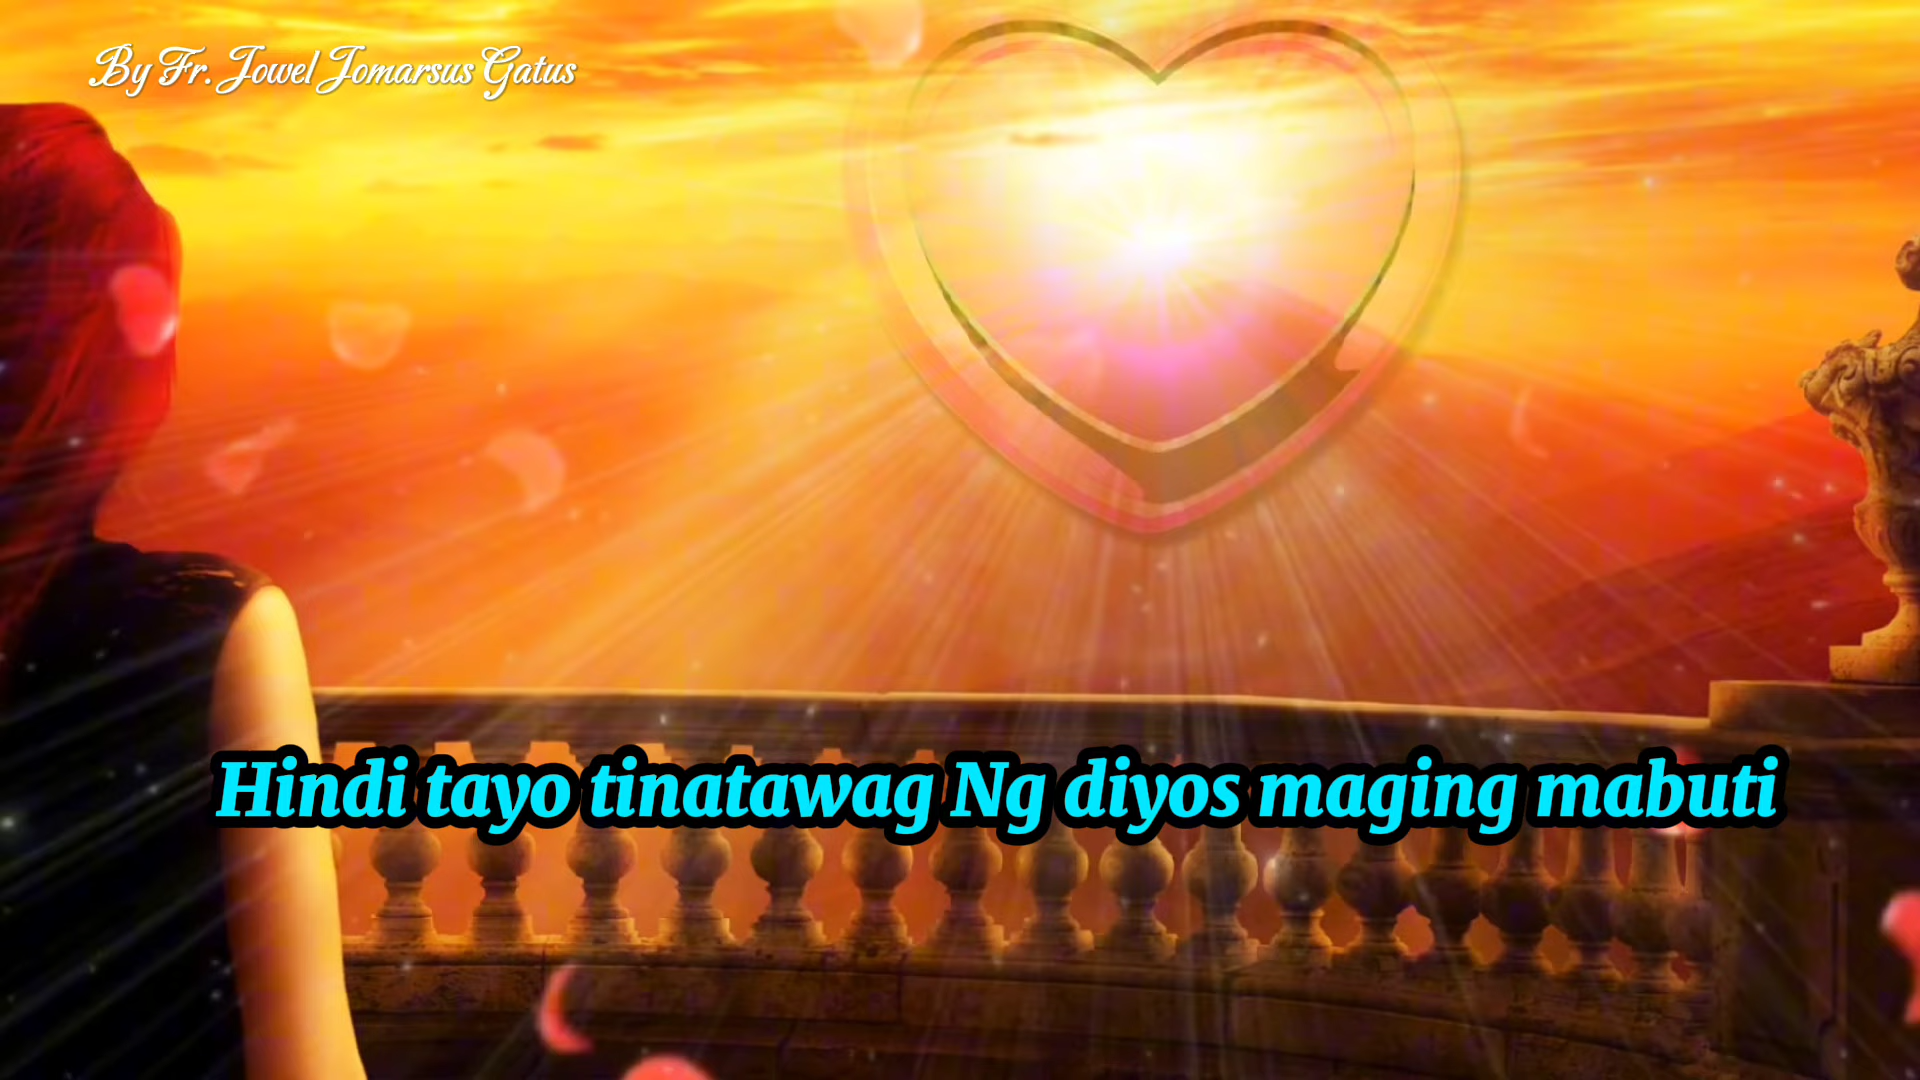 By Fr. Jowel Jomarsus Gatus
Hindi tayo tinatawag Ng diyos maging mabuti